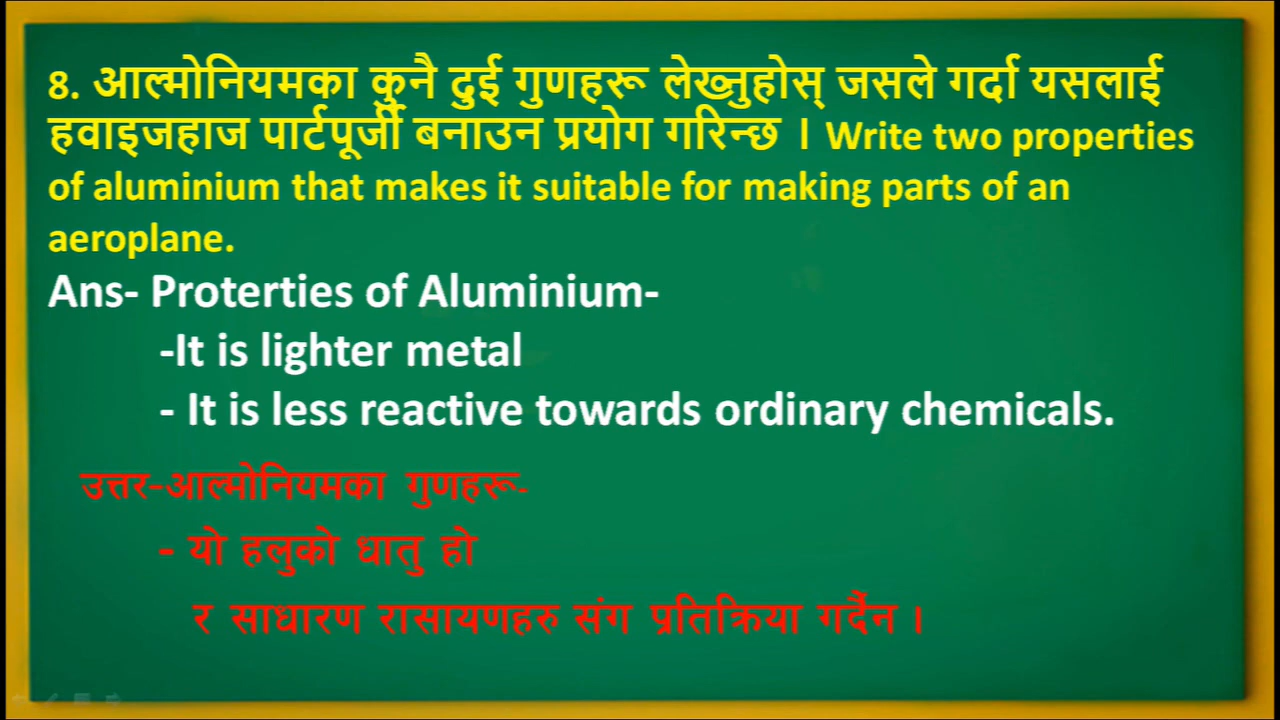 8. आल्मोनियमका कुनै दुई गुणहरू लेख्नुहोस् जसले गर्दा यसलाई
हवाइजहाज पार्टपूर्जी बनाउन प्रयोग गरिन्छ । Write two properties
of aluminium that makes it suitable for making parts of an
aeroplane.
Ans- Proterties of Aluminium-
-It is lighter metal
- It is less reactive towards ordinary chemicals.
उत्तर-आल्मोनियमका गुणहरू-
- यो हलुको धातु हो
र साधारण रासायणहरु संग प्रतिक्रिया गर्दैन ।